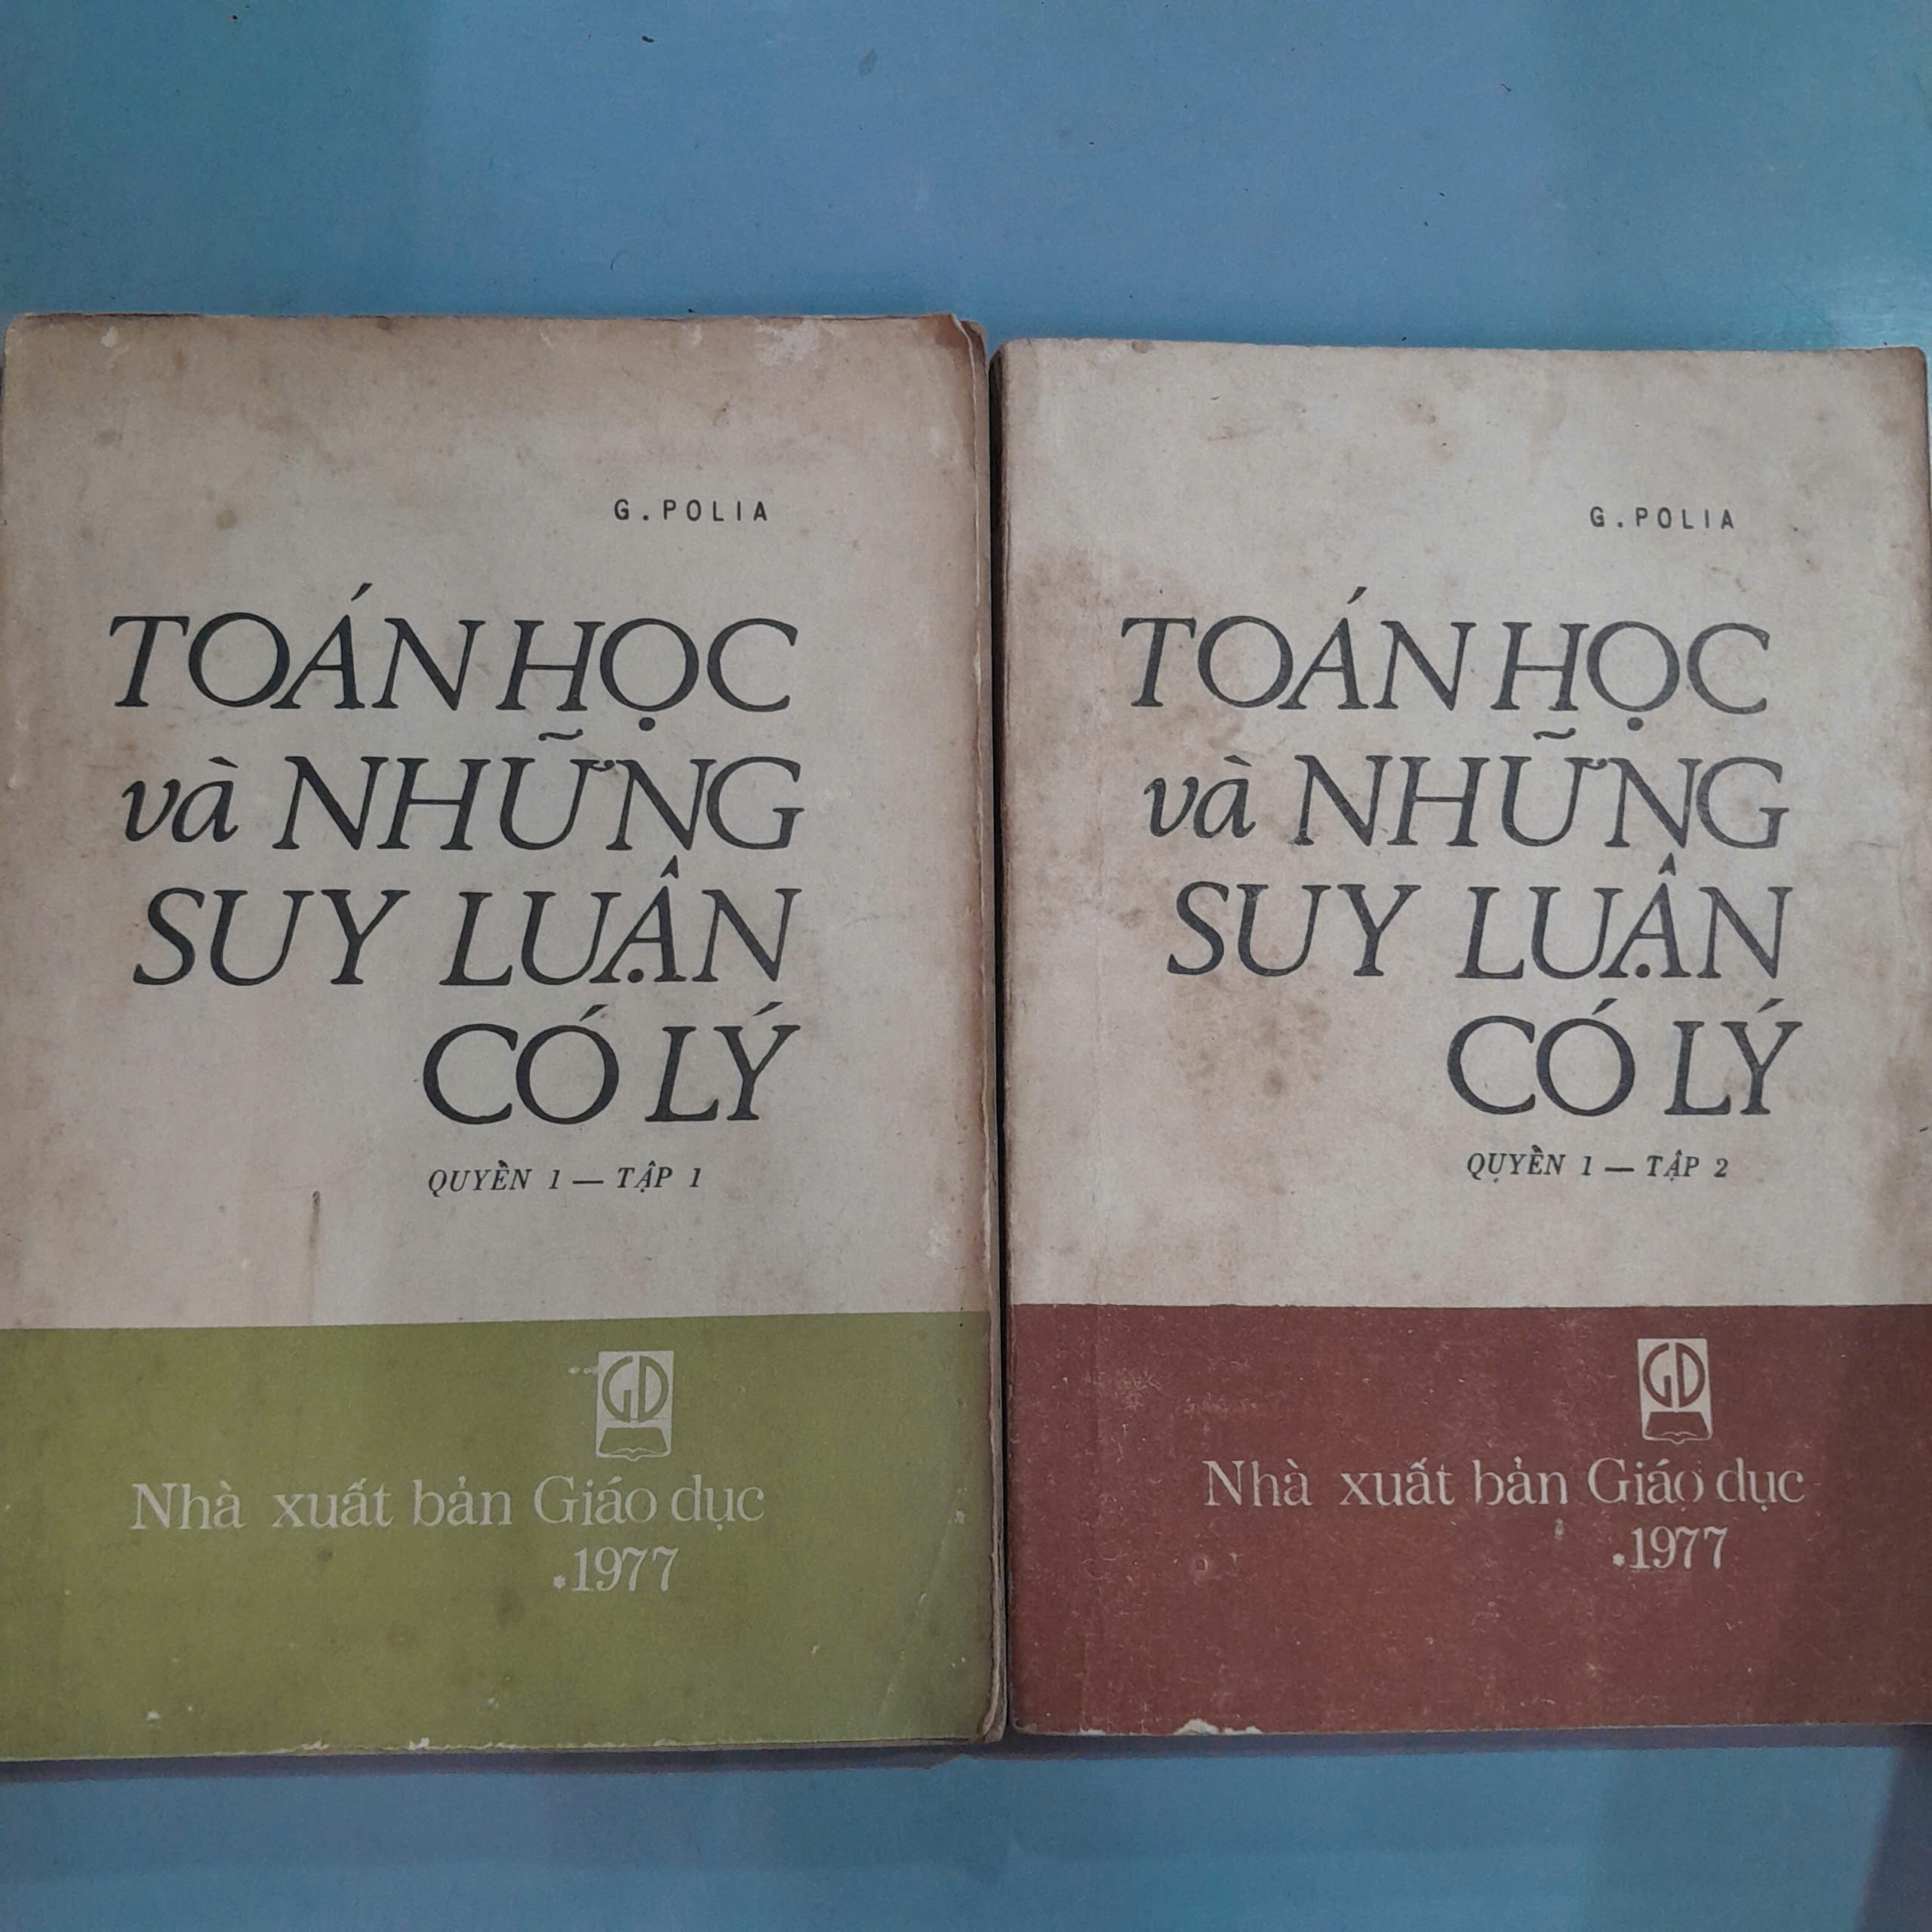 G. POLIA
TOÁN HỌC
và NHỮNG
SUY LUẬN
CÓ LÝ
QUYỂN 1 — TẬP 1
GD
Nhà xuất bản Giáo dục
1977
G. POLIA
TOÁN HỌC
và NHỮNG
SUY LUẬN
CÓ LÝ
QUYỂN 1 — TẬP 2
GD
Nhà xuất bản Giáo dục
1977